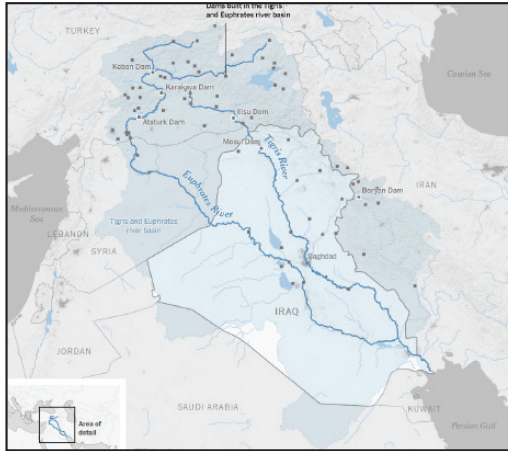 Dams built in the Tigris
and Euphrates river basin
TURKEY
Caspian Sea
Keban Dam
Karakaya Dam
Ilisu Dam
Ataturk Dam
Mosul Dam
Tigris River
IRAN
Borjan Dam
Euphrates River
Mediterranean
Sea
Tigris and Euphrates
river basin
LEBANON
SYRIA
Baghdad
IRAQ
JORDAN
SAUDI ARABIA
KUWAIT
Area of
detail
Persian Gulf